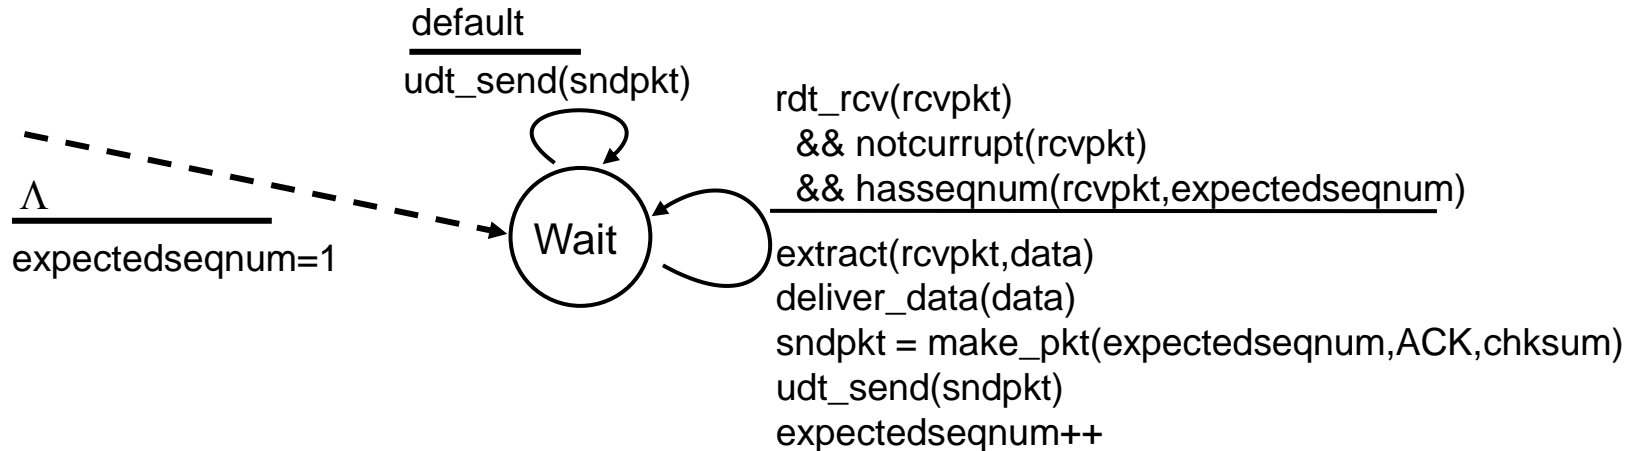 default
udt_send(sndpkt)
rdt_rcv(rcvpkt)
&& notcurrupt(rcvpkt)
&& hasseqnum(rcvpkt,expectedseqnum)
Λ
expectedseqnum=1
Wait
extract(rcvpkt,data)
deliver_data(data)
sndpkt = make_pkt(expectedseqnum,ACK,chksum)
udt_send(sndpkt)
expectedseqnum++